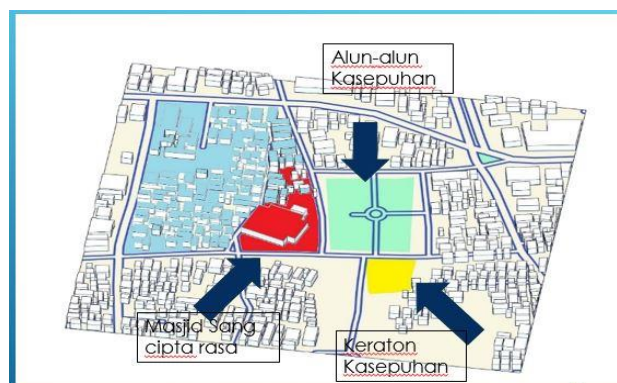 Alun-alun
Kasepuhan
Masjid Sang
cipta rasa
Keraton
Kasepuhan